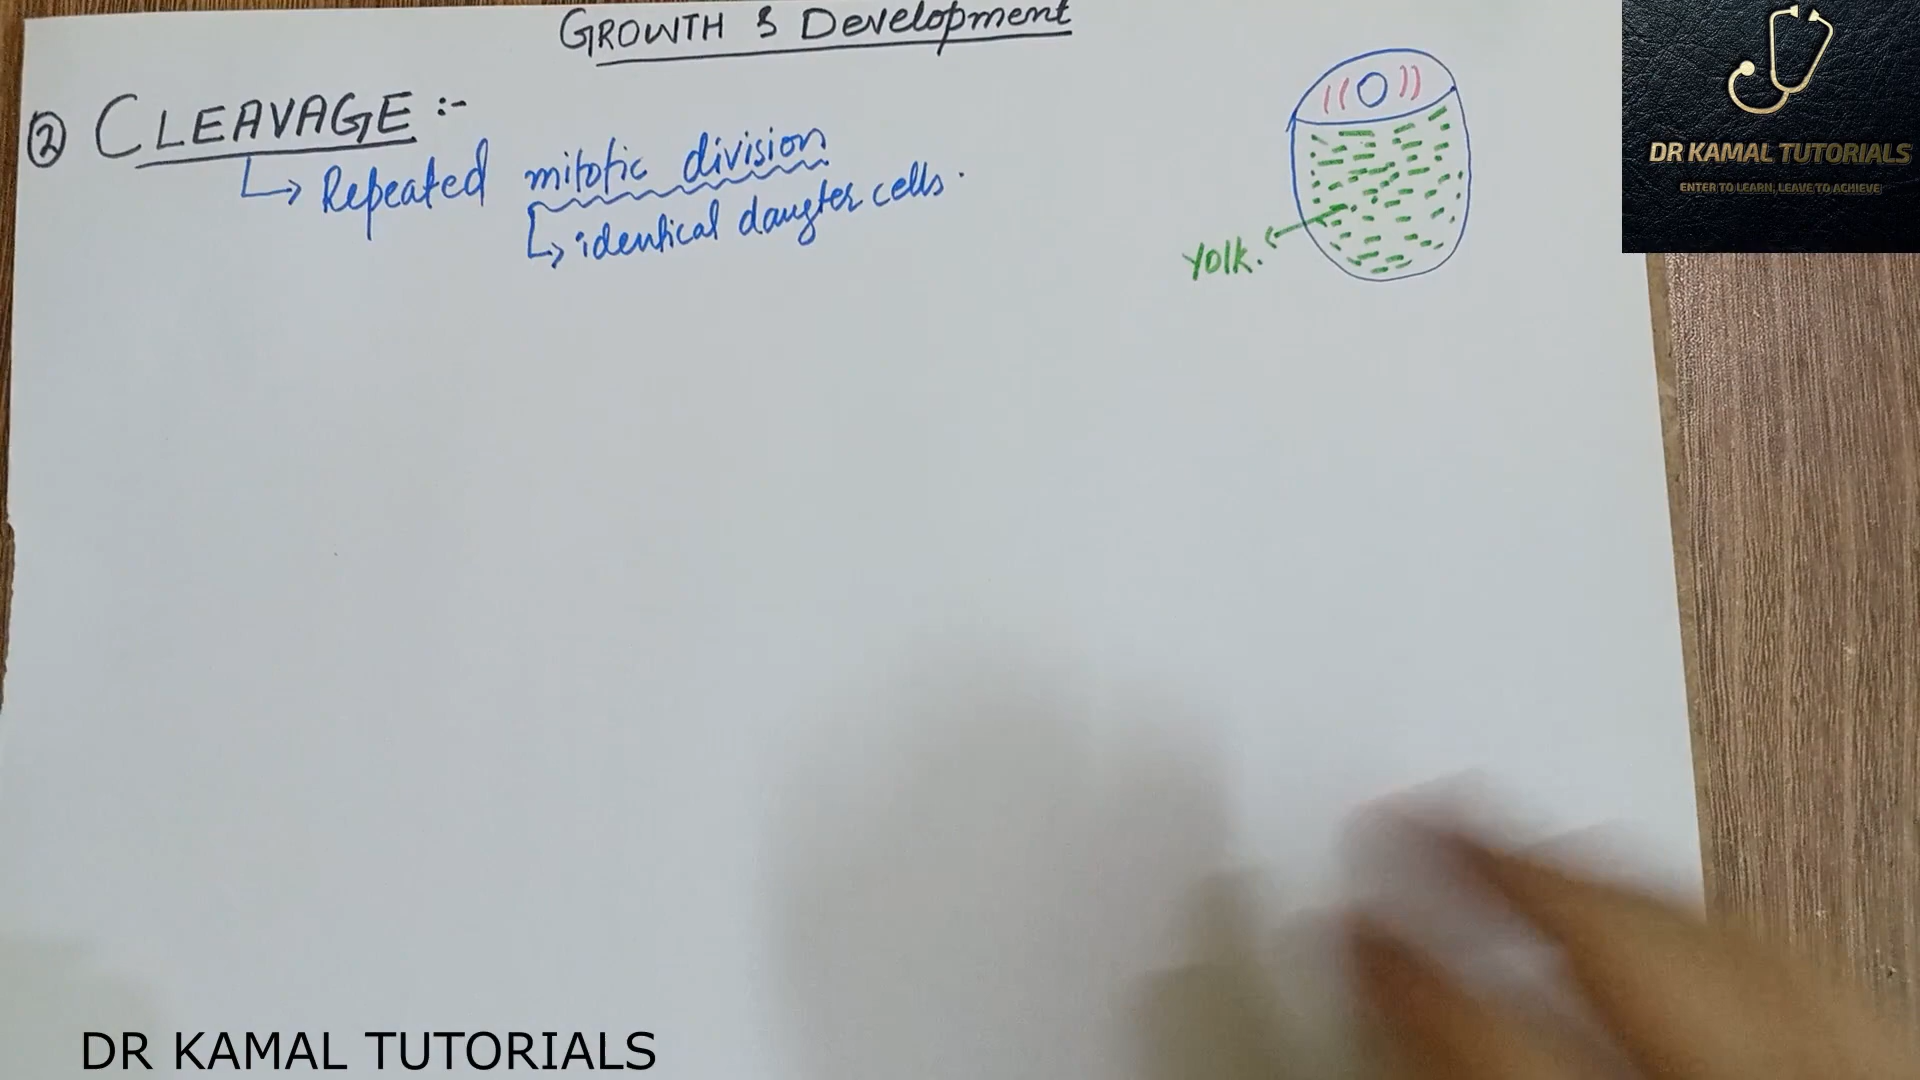 GROWTH & Development
② CLEAVAGE :-
↳ Repeated mitotic division
↳ identical daugter cells.
Yolk.
DR KAMAL TUTORIALS
ENTER TO LEARN, LEAVE TO ACHIEVE
DR KAMAL TUTORIALS